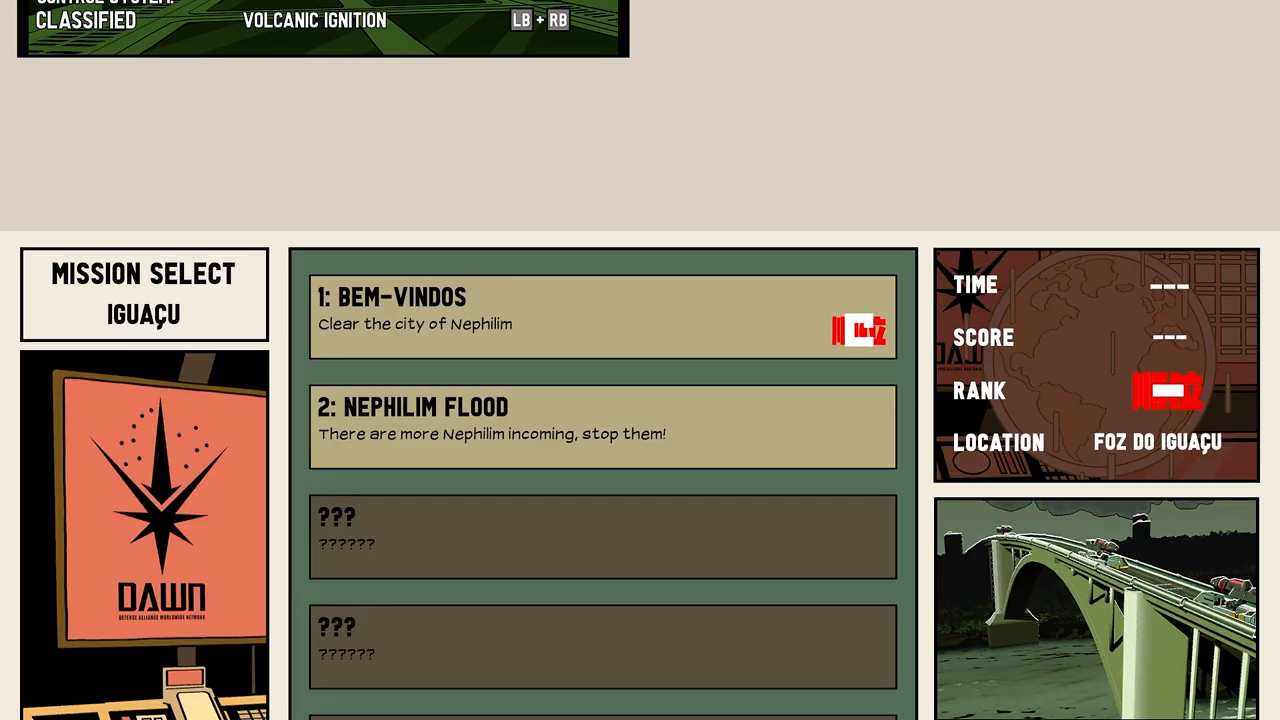 CLASSIFIED
VOLCANIC IGNITION
LB + RB
MISSION SELECT
IGUAÇU
DAWN
DEFENSE ALLIANCE WORLDWIDE NETWORK
1: BEM-VINDOS
Clear the city of Nephilim
2: NEPHILIM FLOOD
There are more Nephilim incoming, stop them!
???
??????
???
??????
TIME ---
SCORE ---
RANK
LOCATION FOZ DO IGUAÇU